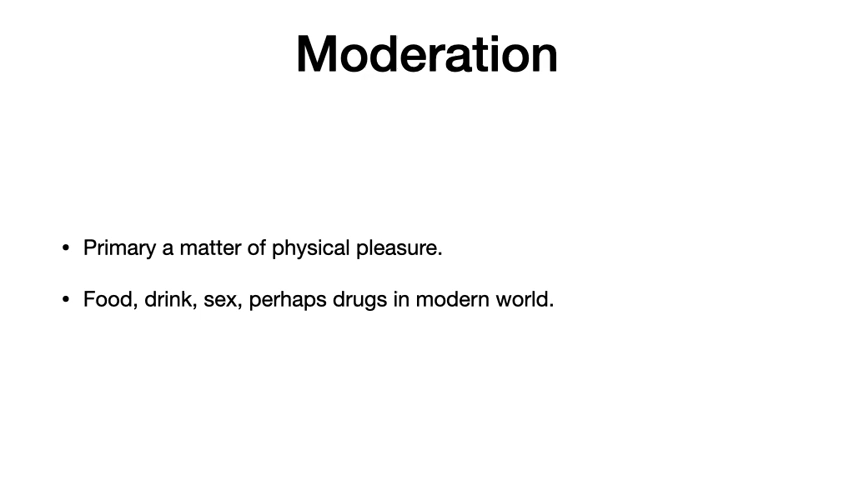 Moderation
• Primary a matter of physical pleasure.
• Food, drink, sex, perhaps drugs in modern world.